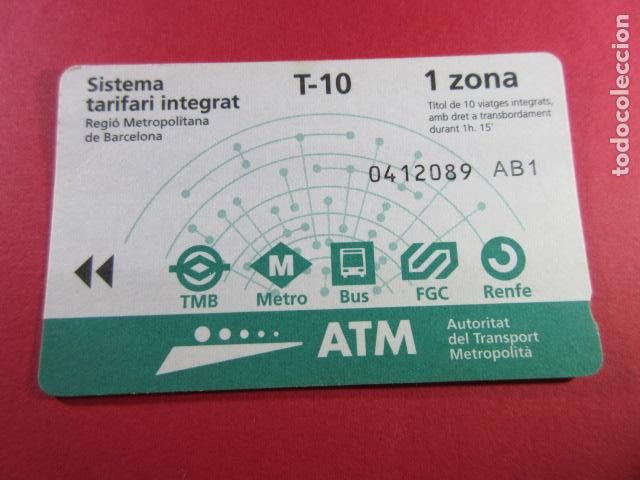 Sistema
tarifari integrat
Regió Metropolitana
de Barcelona
T-10
1 zona
Títol de 10 viatges integrats,
amb dret a transbordament
durant 1h. 15'
0412089 AB1
TMB
Metro
M
Bus
FGC
Renfe
ATM
Autoritat
del Transport
Metropolità
todocoleccion